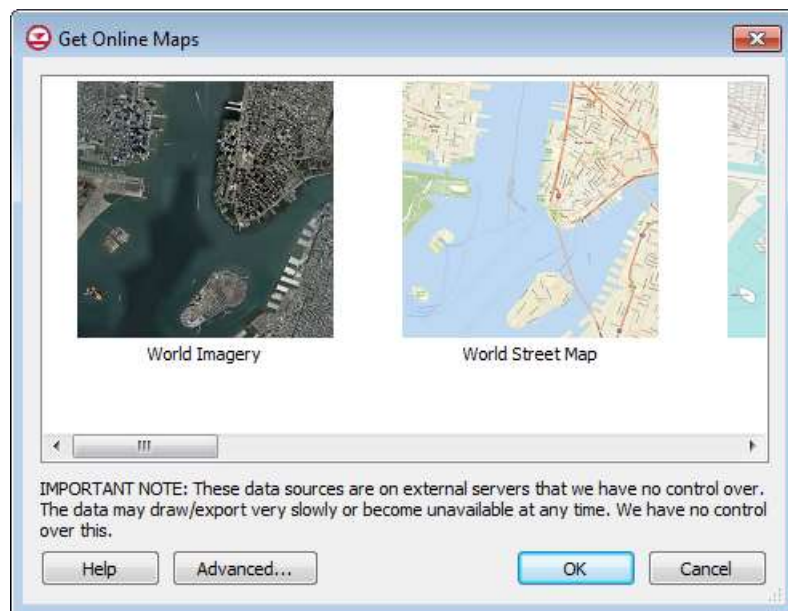 Get Online Maps
World Imagery
World Street Map
IMPORTANT NOTE: These data sources are on external servers that we have no control over.
The data may draw/export very slowly or become unavailable at any time. We have no control
over this.
Help
Advanced...
OK
Cancel